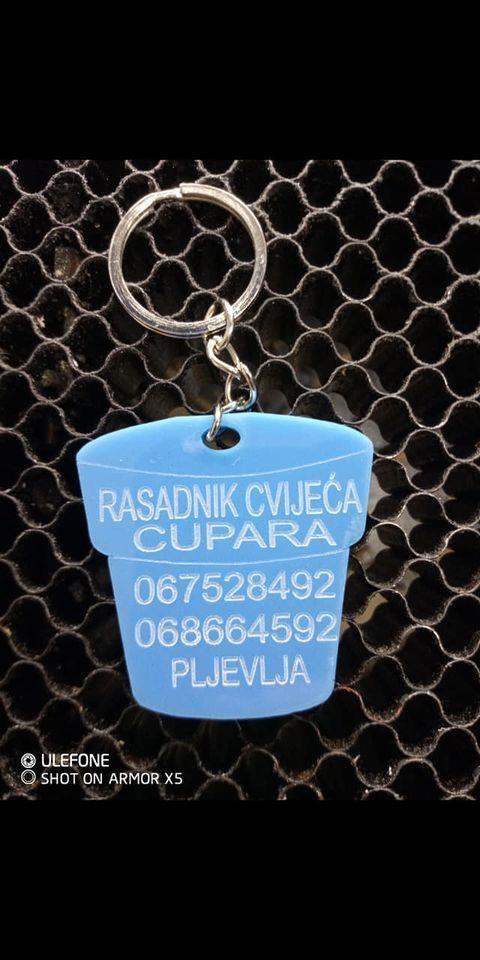 RASADNIK CVIJEĆA
CUPARA
067528492
068664592
PLJEVLJA
ULEFONE
SHOT ON ARMOR X5